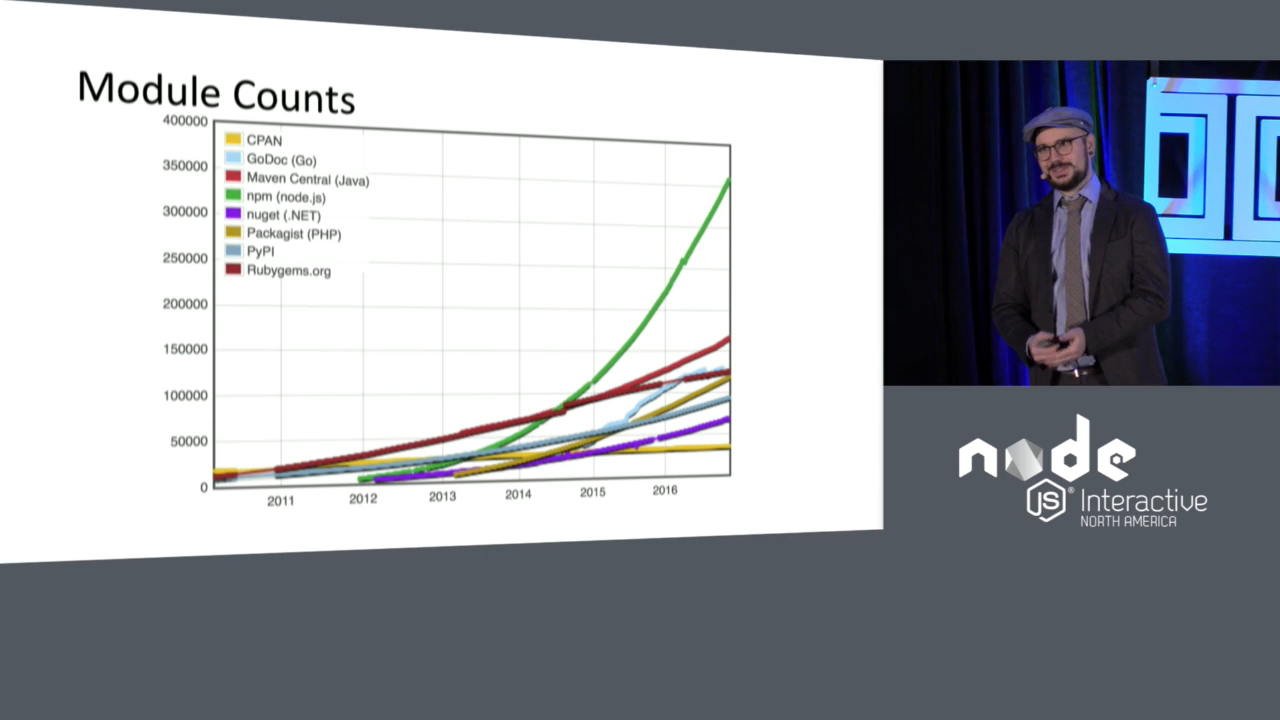 Module Counts
400000
350000
300000
250000
200000
150000
100000
50000
0
CPAN
GoDoc (Go)
Maven Central (Java)
npm (node.js)
nuget (.NET)
Packagist (PHP)
PyPI
Rubygems.org
2011 2012 2013 2014 2015 2016
node
JS® Interactive
NORTH AMERICA